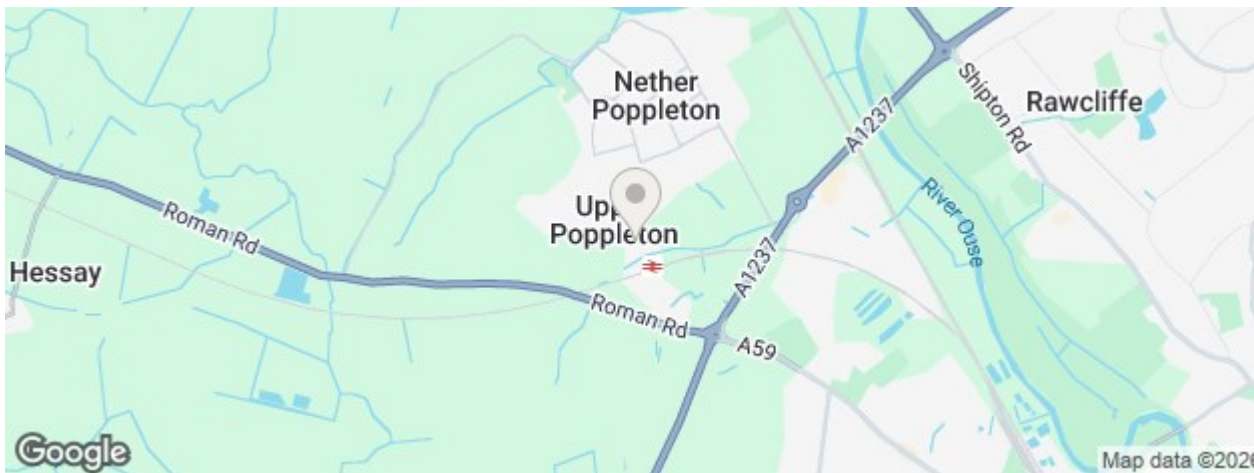 Nether
Poppleton
Rawcliffe
Shipton Rd
A1237
River Ouse
Roman Rd
Poppleton
Hessay
A1237
Roman Rd
A59
Google
Map data ©2026